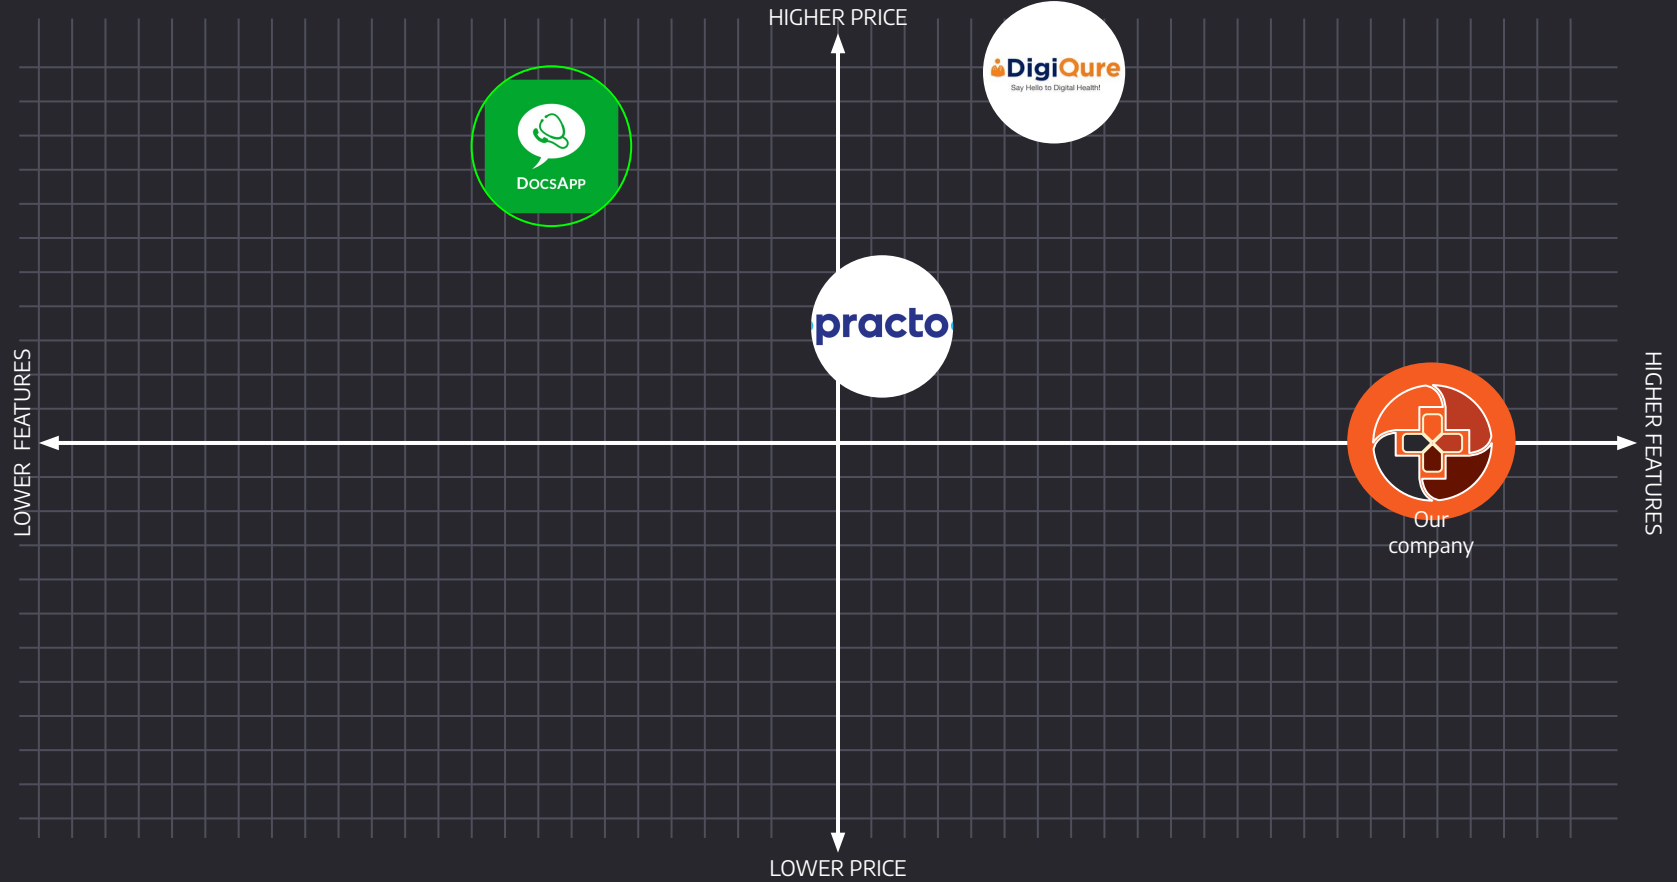 HIGHER PRICE
DigiQure
Say Hello to Digital Health!
DOCSAPP
practo
LOWER FEATURES
HIGHER FEATURES
Our
company
LOWER PRICE